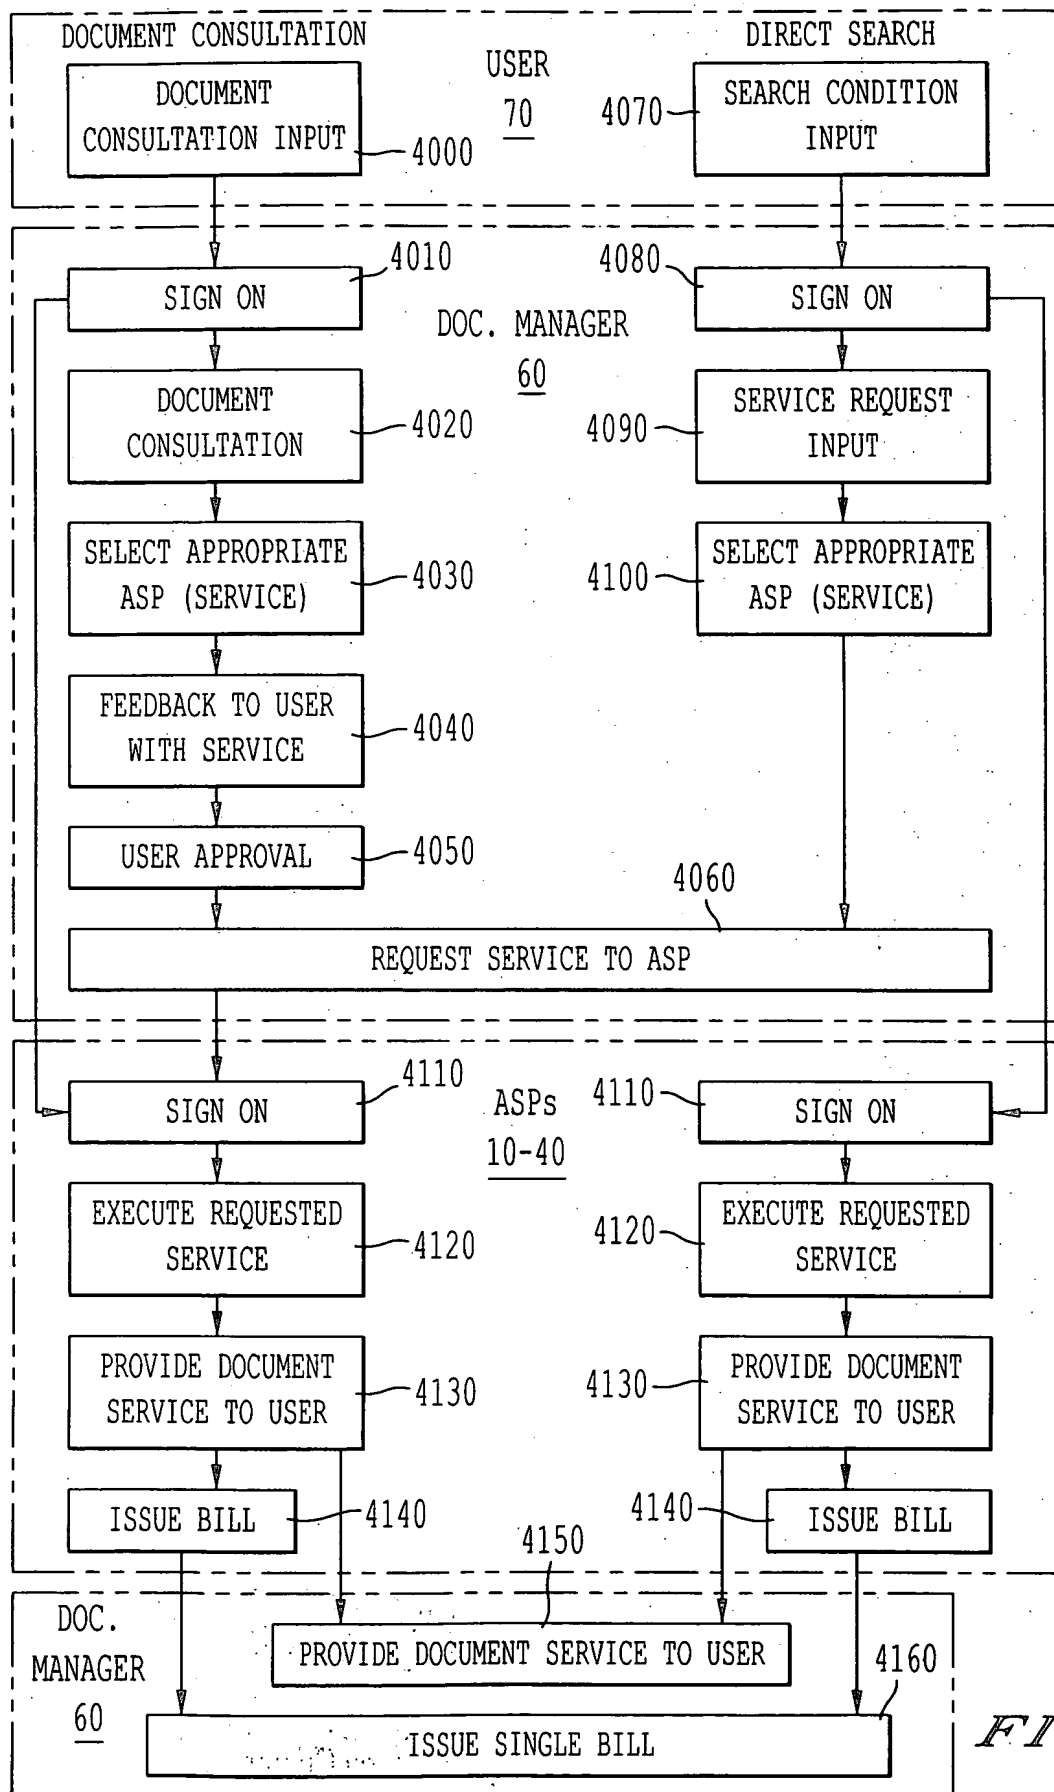 DOCUMENT CONSULTATION
DIRECT SEARCH
USER
70
DOCUMENT
CONSULTATION INPUT
4000
4070
SEARCH CONDITION
INPUT
4010
SIGN ON
4080
SIGN ON
DOC. MANAGER
60
DOCUMENT
CONSULTATION
4020
4090
SERVICE REQUEST
INPUT
SELECT APPROPRIATE
ASP (SERVICE)
4030
4100
SELECT APPROPRIATE
ASP (SERVICE)
FEEDBACK TO USER
WITH SERVICE
4040
USER APPROVAL
4050
4060
REQUEST SERVICE TO ASP
4110
SIGN ON
ASPs
10-40
4110
SIGN ON
EXECUTE REQUESTED
SERVICE
4120
4120
EXECUTE REQUESTED
SERVICE
PROVIDE DOCUMENT
SERVICE TO USER
4130
4130
PROVIDE DOCUMENT
SERVICE TO USER
ISSUE BILL
4140
4140
ISSUE BILL
4150
DOC.
MANAGER
60
PROVIDE DOCUMENT SERVICE TO USER
4160
ISSUE SINGLE BILL
FI